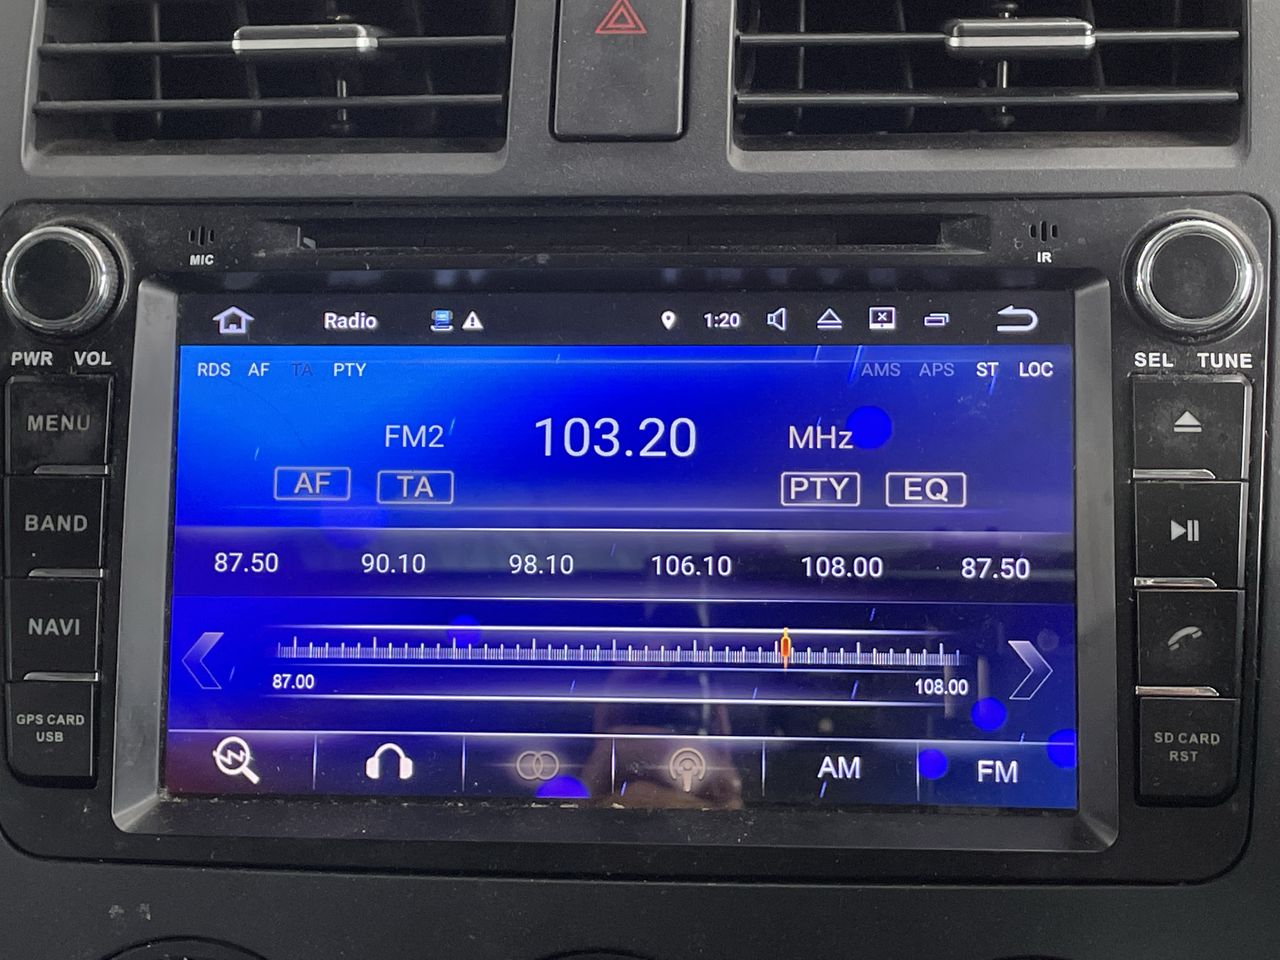 MIC
IR
PWR VOL
SEL TUNE
Radio 1:20
RDS AF TA PTY AMS APS ST LOC
MENU
FM2 103.20 MHz
AF TA PTY EQ
BAND
87.50 90.10 98.10 106.10 108.00 87.50
NAVI
87.00 108.00
GPS CARD
USB
SD CARD
RST
AM FM